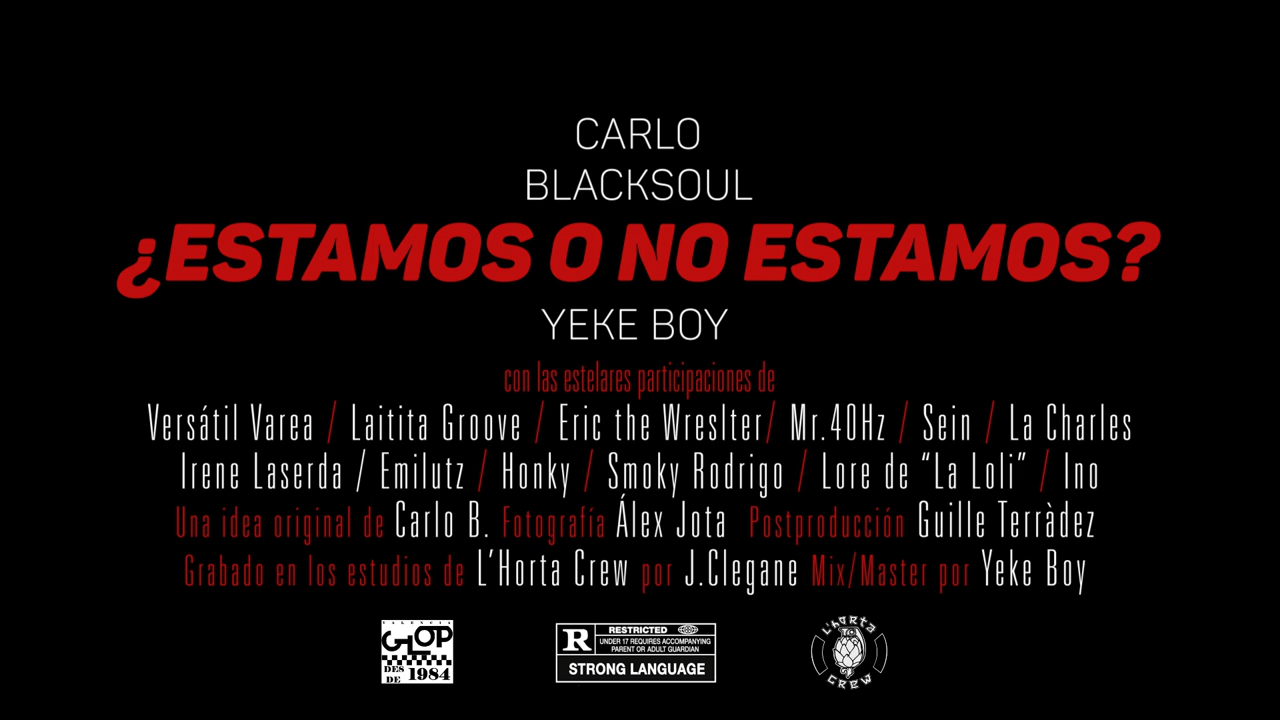 CARLO
BLACKSOUL
¿ESTAMOS O NO ESTAMOS?
YEKE BOY
con las estelares participaciones de
Versátil Varea / Laitita Groove / Eric the Wreslter/ Mr.40Hz / Sein / La Charles
Irene Laserda / Emilutz / Honky / Smoky Rodrigo / Lore de “La Loli” / Ino
Una idea original de Carlo B. Fotografía Álex Jota Postproducción Guille Terràdez
Grabado en los estudios de L’Horta Crew por J.Clegane Mix/Master por Yeke Boy
VALENCIA
GLOP
DES DE 1984
R RESTRICTED
UNDER 17 REQUIRES ACCOMPANYING
PARENT OR ADULT GUARDIAN
STRONG LANGUAGE
L'HORTA
CREW